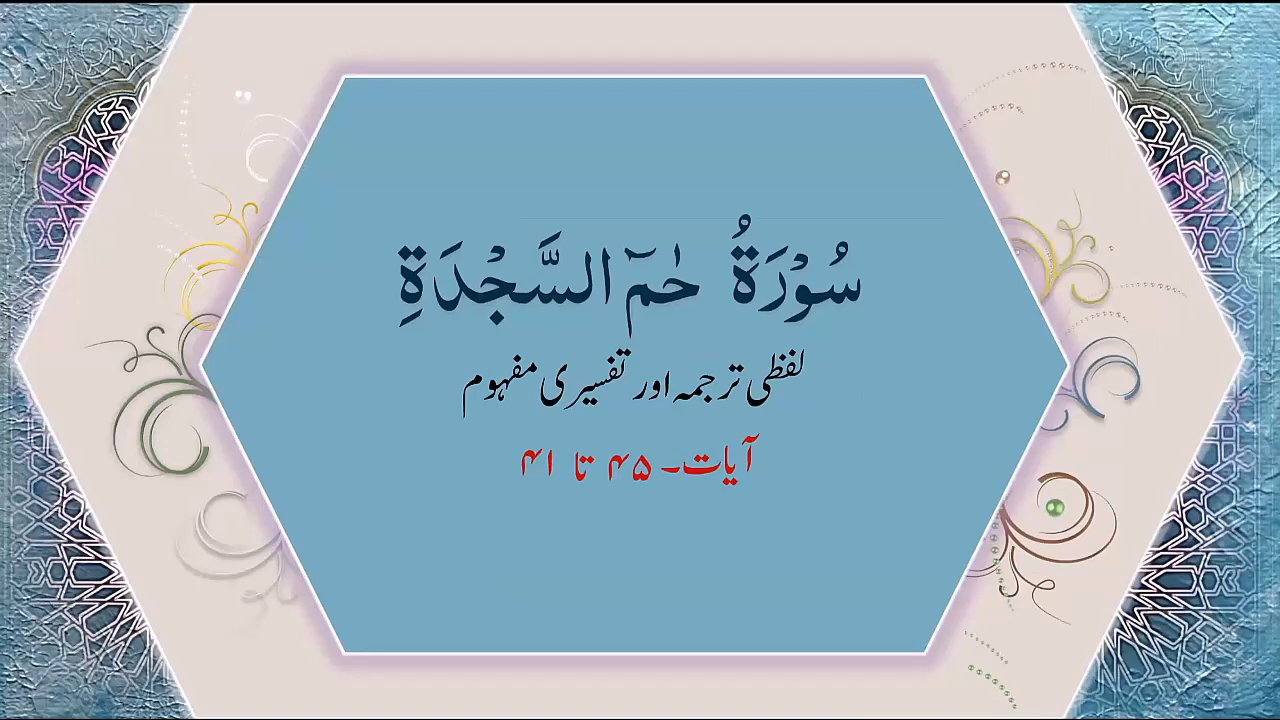 سُوْرَةُ حٰمٓ السَّجْدَةِ
لفظی ترجمہ اور تفسیری مفہوم
آیات۔ ۴۵ تا ۴۱